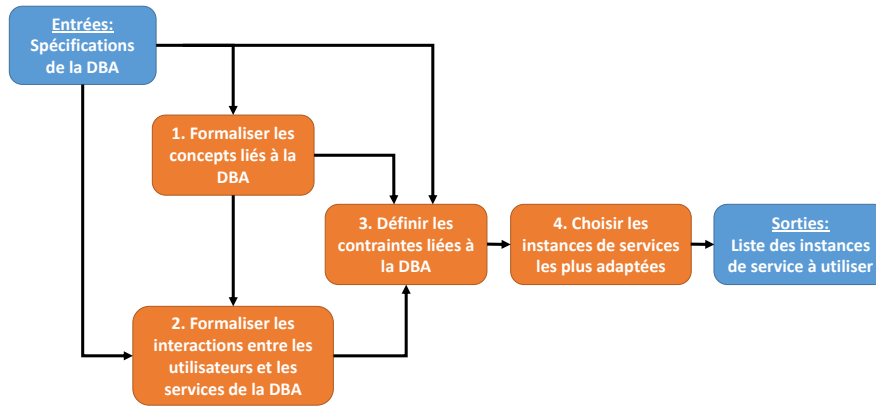 Entrées:
Spécifications
de la DBA
1. Formaliser les
concepts liés à la
DBA
3. Définir les
contraintes liées à
la DBA
4. Choisir les
instances de services
les plus adaptées
Sorties:
Liste des instances
de service à utiliser
2. Formaliser les
interactions entre les
utilisateurs et les
services de la DBA